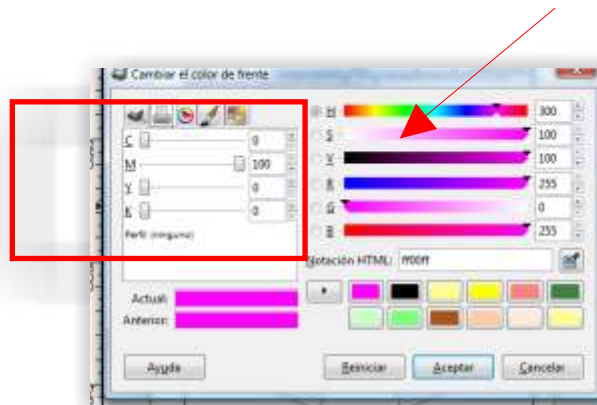 Cambiar el color de frente
C 0
M 100
Y 0
K 0
Perfil: (ninguno)
H 300
S 100
V 100
R 255
G 0
B 255
Notación HTML: ff00ff
Actual:
Anterior:
Ayuda
Reiniciar
Aceptar
Cancelar